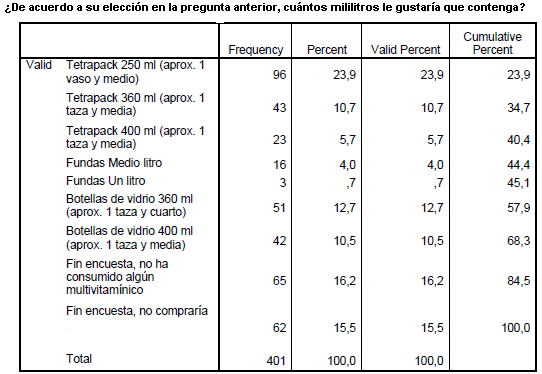 ¿De acuerdo a su elección en la pregunta anterior, cuántos mililitros le gustaría que contenga?
Frequency Percent Valid Percent Cumulative
Percent
Valid Tetrapack 250 ml (aprox. 1
vaso y medio) 96 23,9 23,9 23,9
Tetrapack 360 ml (aprox. 1
taza y media) 43 10,7 10,7 34,7
Tetrapack 400 ml (aprox. 1
taza y media) 23 5,7 5,7 40,4
Fundas Medio litro 16 4,0 4,0 44,4
Fundas Un litro 3 ,7 ,7 45,1
Botellas de vidrio 360 ml
(aprox. 1 taza y cuarto) 51 12,7 12,7 57,9
Botellas de vidrio 400 ml
(aprox. 1 taza y media) 42 10,5 10,5 68,3
Fin encuesta, no ha
consumido algún
multivitamínico 65 16,2 16,2 84,5
Fin encuesta, no compraría
62 15,5 15,5 100,0
Total 401 100,0 100,0